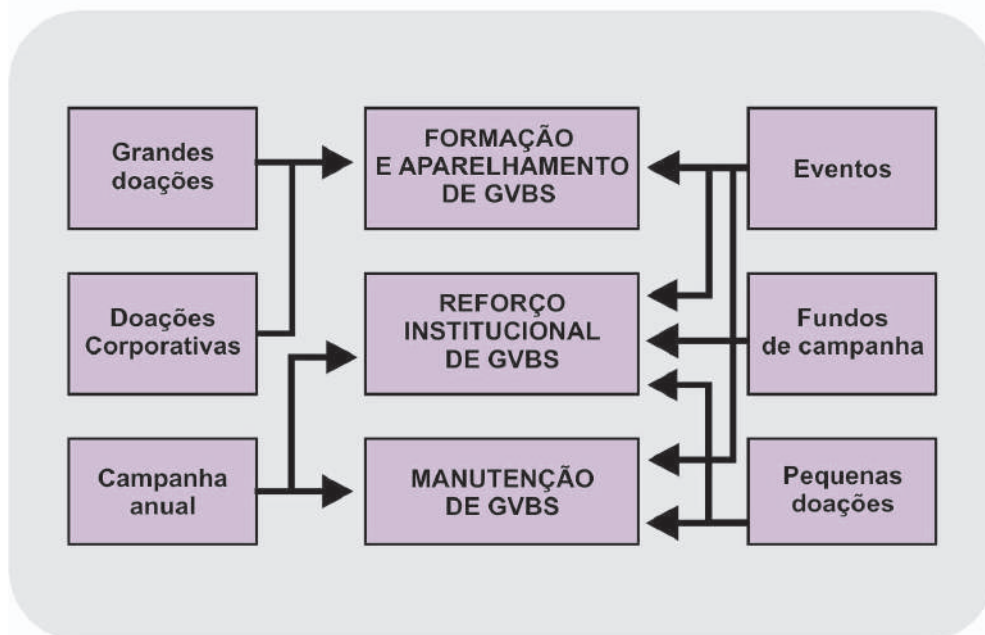 Grandes
doações
FORMAÇÃO
E APARELHAMENTO
DE GVBS
Eventos
Doações
Corporativas
REFORÇO
INSTITUCIONAL
DE GVBS
Fundos
de campanha
Campanha
anual
MANUTENÇÃO
DE GVBS
Pequenas
doações